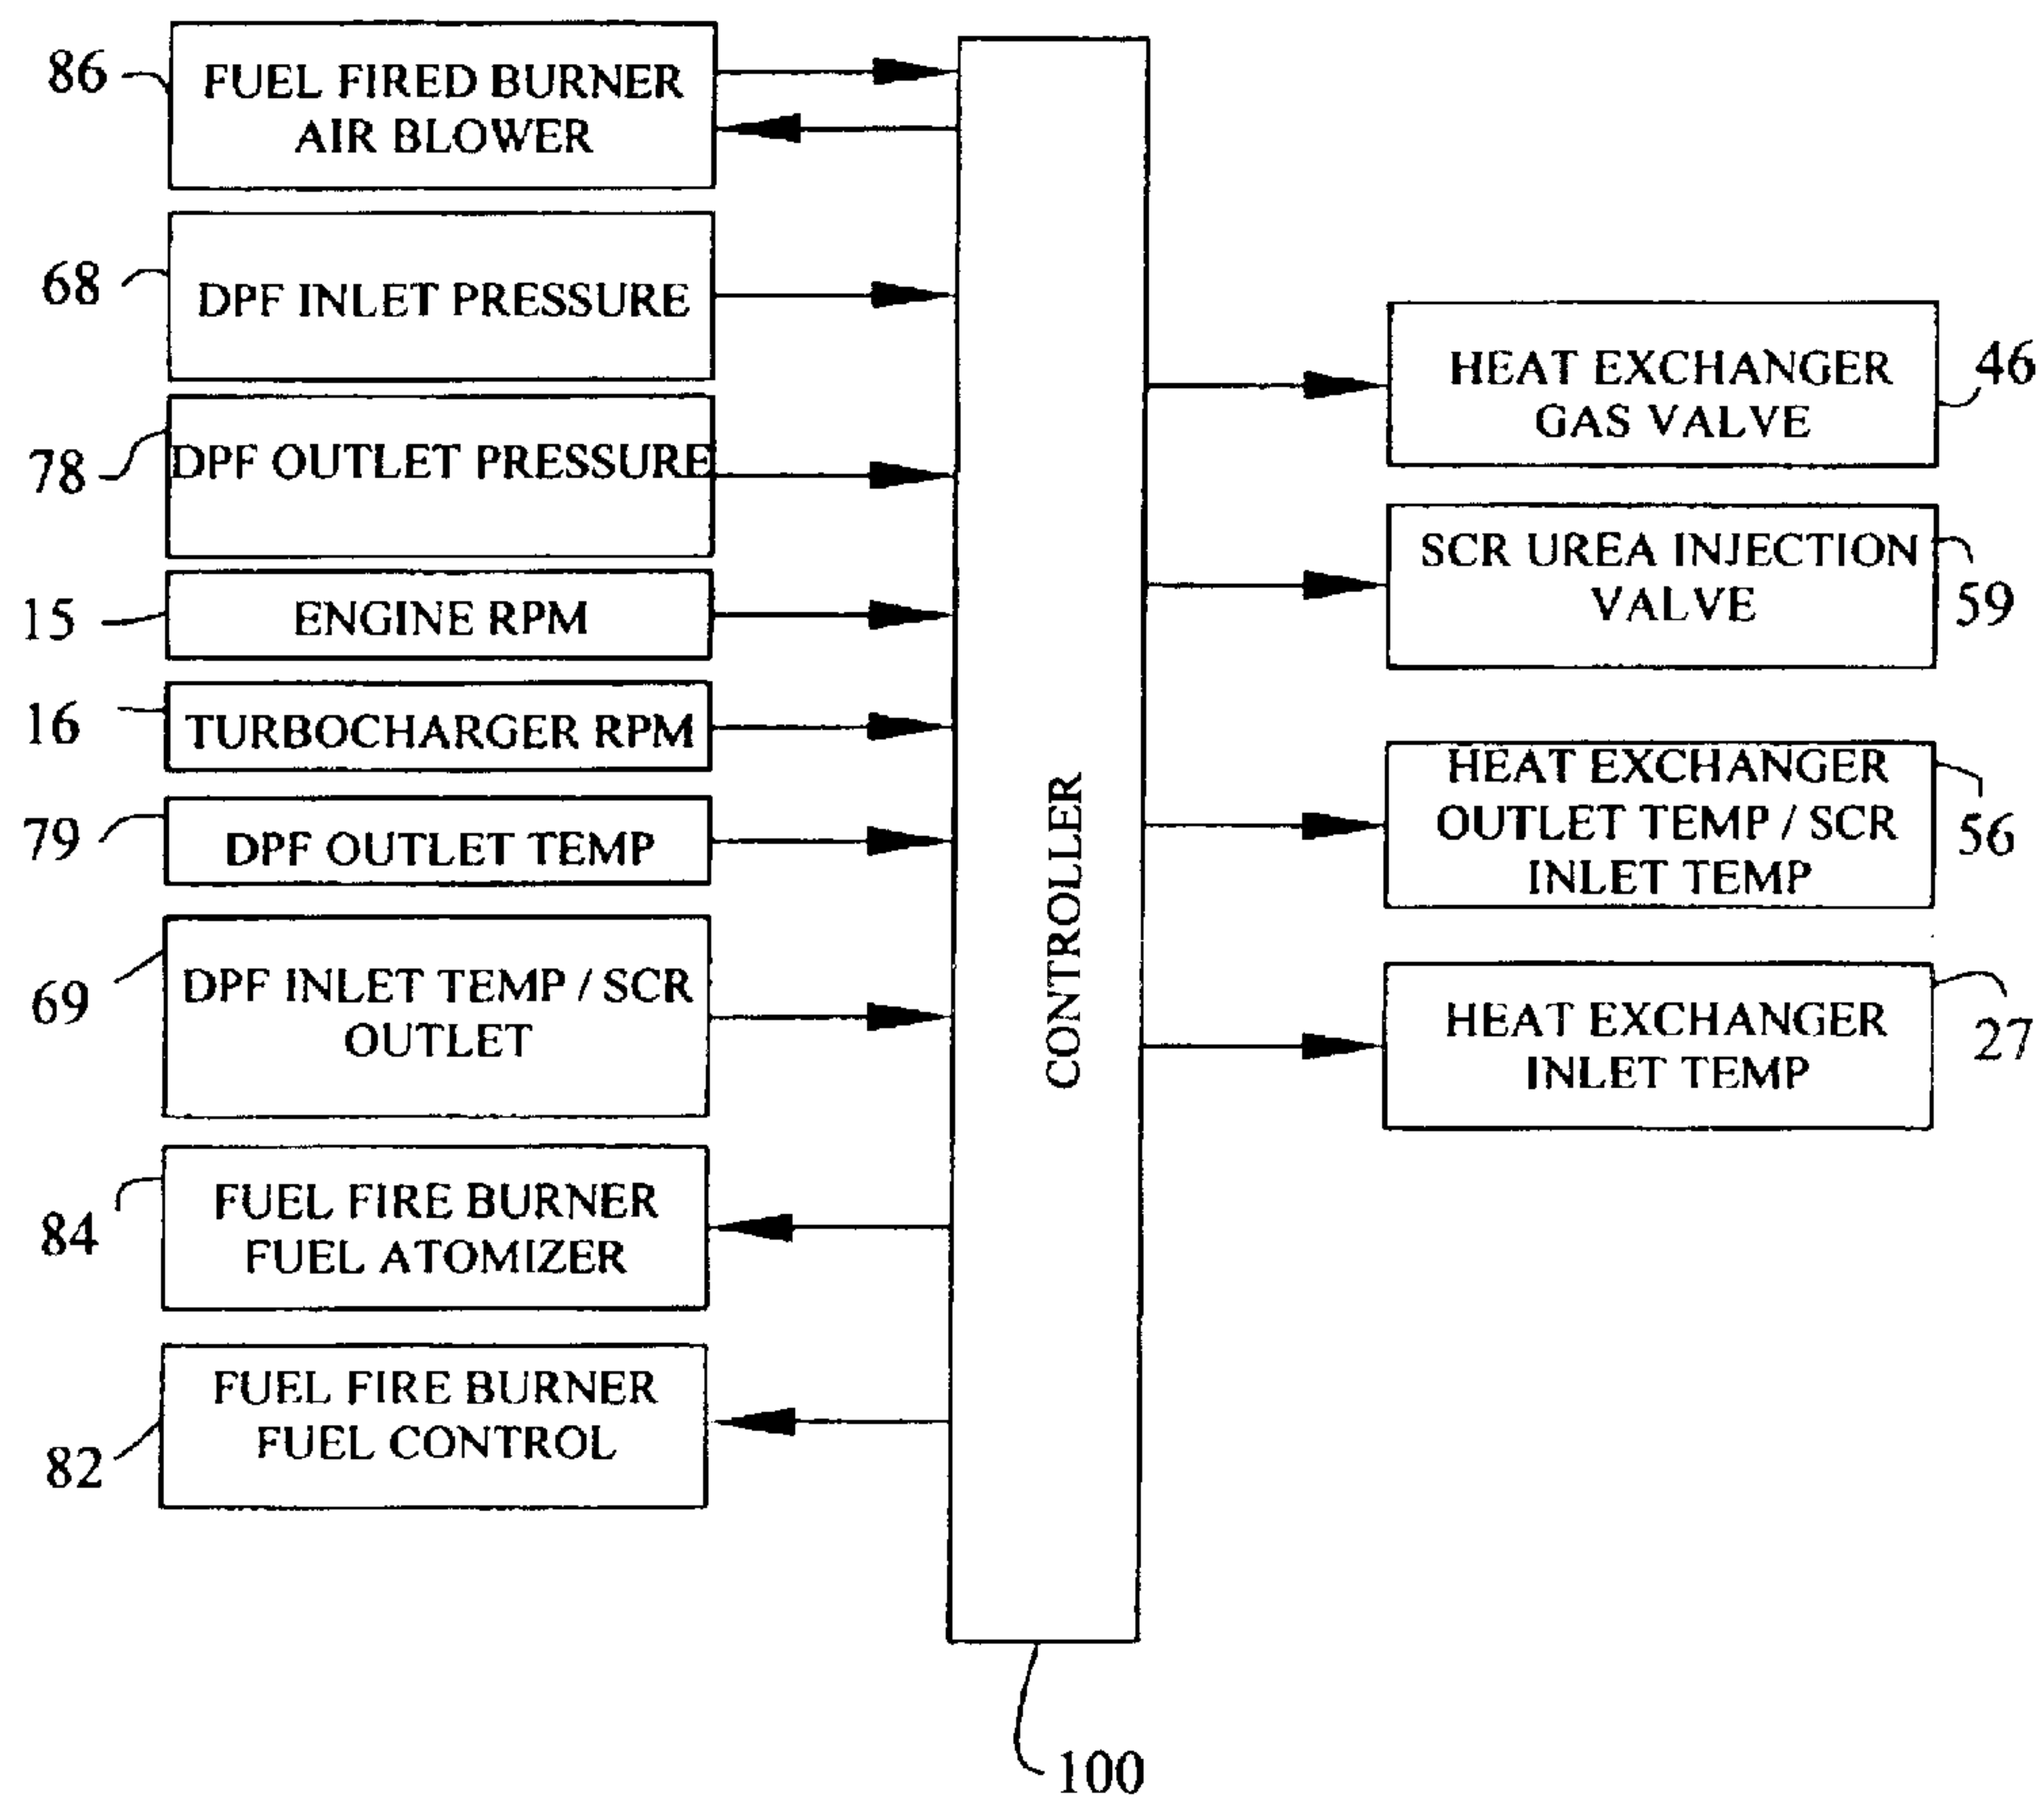 86
FUEL FIRED BURNER
AIR BLOWER
68
DPF INLET PRESSURE
78
DPF OUTLET PRESSURE
15
ENGINE RPM
16
TURBOCHARGER RPM
79
DPF OUTLET TEMP
69
DPF INLET TEMP / SCR
OUTLET
84
FUEL FIRE BURNER
FUEL ATOMIZER
82
FUEL FIRE BURNER
FUEL CONTROL
CONTROLLER
100
HEAT EXCHANGER
GAS VALVE
46
SCR UREA INJECTION
VALVE
59
HEAT EXCHANGER
OUTLET TEMP / SCR
INLET TEMP
56
HEAT EXCHANGER
INLET TEMP
27